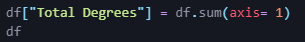 df["Total Degrees"] = df.sum(axis= 1)
df